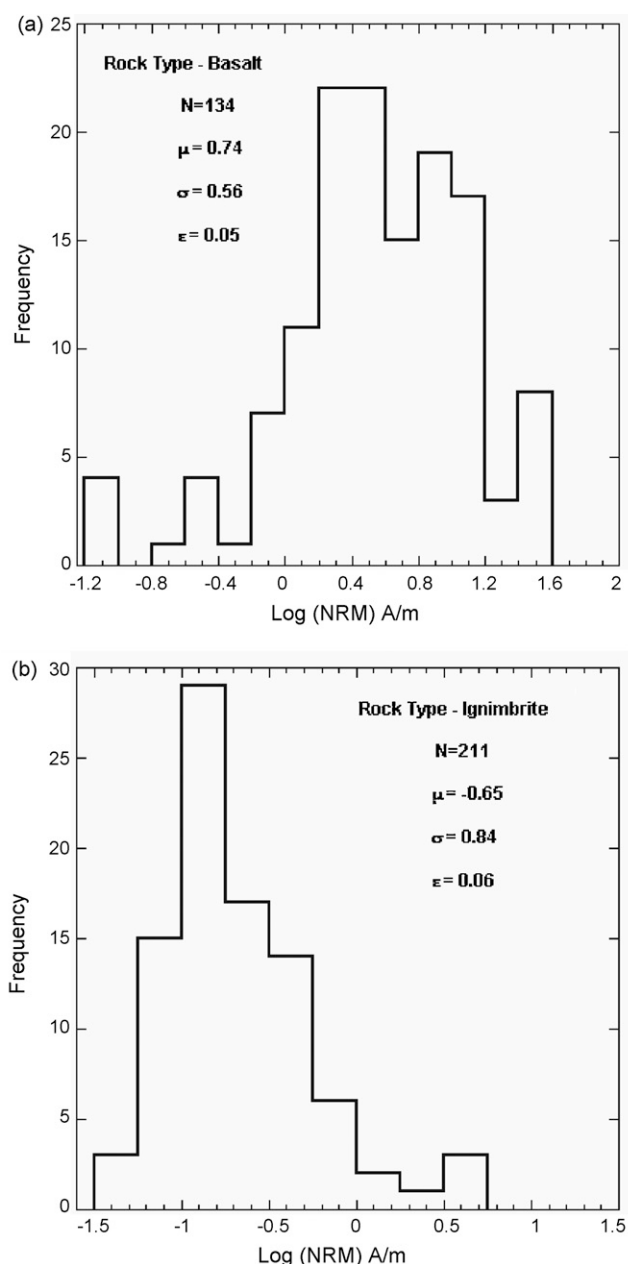 (a)
25
20
15
10
5
0
Frequency
Rock Type - Basalt
N=134
μ= 0.74
σ= 0.56
ε= 0.05
-1.2 -0.8 -0.4 0 0.4 0.8 1.2 1.6 2
Log (NRM) A/m
(b)
30
25
20
15
10
5
0
Frequency
Rock Type - Ignimbrite
N=211
μ= -0.65
σ= 0.84
ε= 0.06
-1.5 -1 -0.5 0 0.5 1 1.5
Log (NRM) A/m